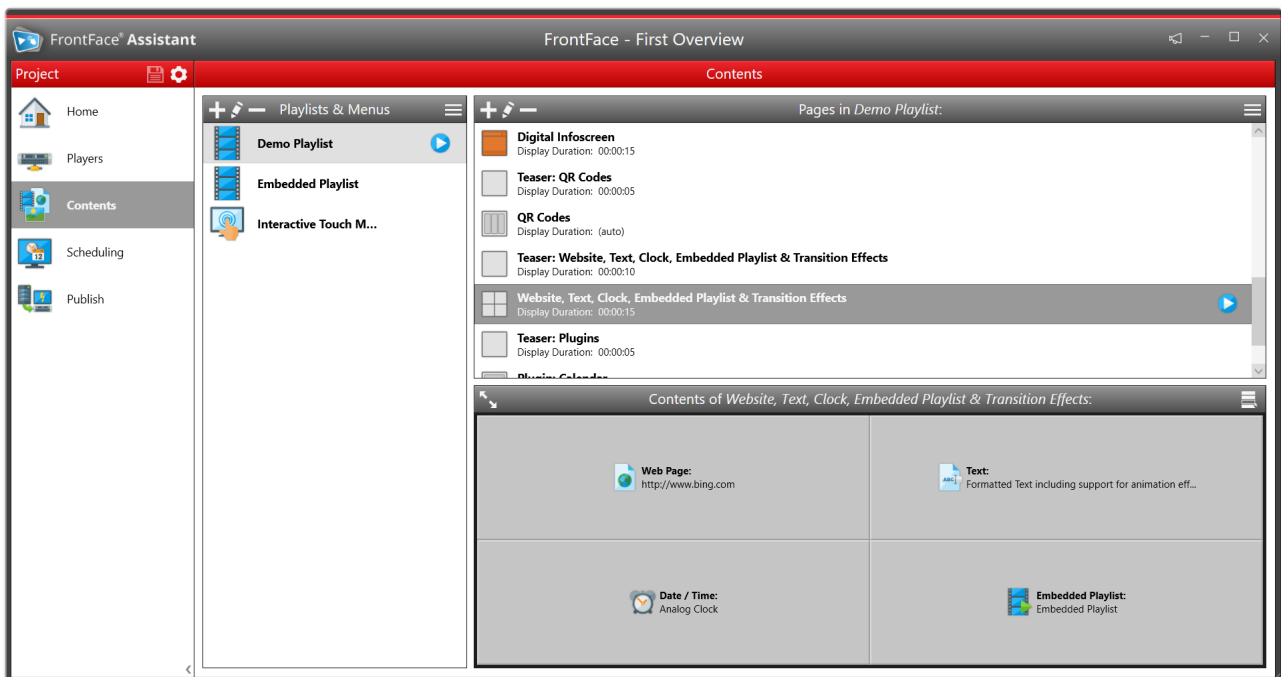 FrontFace® Assistant
FrontFace - First Overview
Project
Contents
Home
Players
Contents
Scheduling
12
Publish
Playlists & Menus
Demo Playlist
Embedded Playlist
Interactive Touch M...
Pages in Demo Playlist:
Digital Infoscreen
Display Duration: 00:00:15
Teaser: QR Codes
Display Duration: 00:00:05
QR Codes
Display Duration: (auto)
Teaser: Website, Text, Clock, Embedded Playlist & Transition Effects
Display Duration: 00:00:10
Website, Text, Clock, Embedded Playlist & Transition Effects
Display Duration: 00:00:15
Teaser: Plugins
Display Duration: 00:00:05
Plugin: Calendar
Contents of Website, Text, Clock, Embedded Playlist & Transition Effects:
Web Page:
http://www.bing.com
ABC
Text:
Formatted Text including support for animation eff...
Date / Time:
Analog Clock
Embedded Playlist:
Embedded Playlist